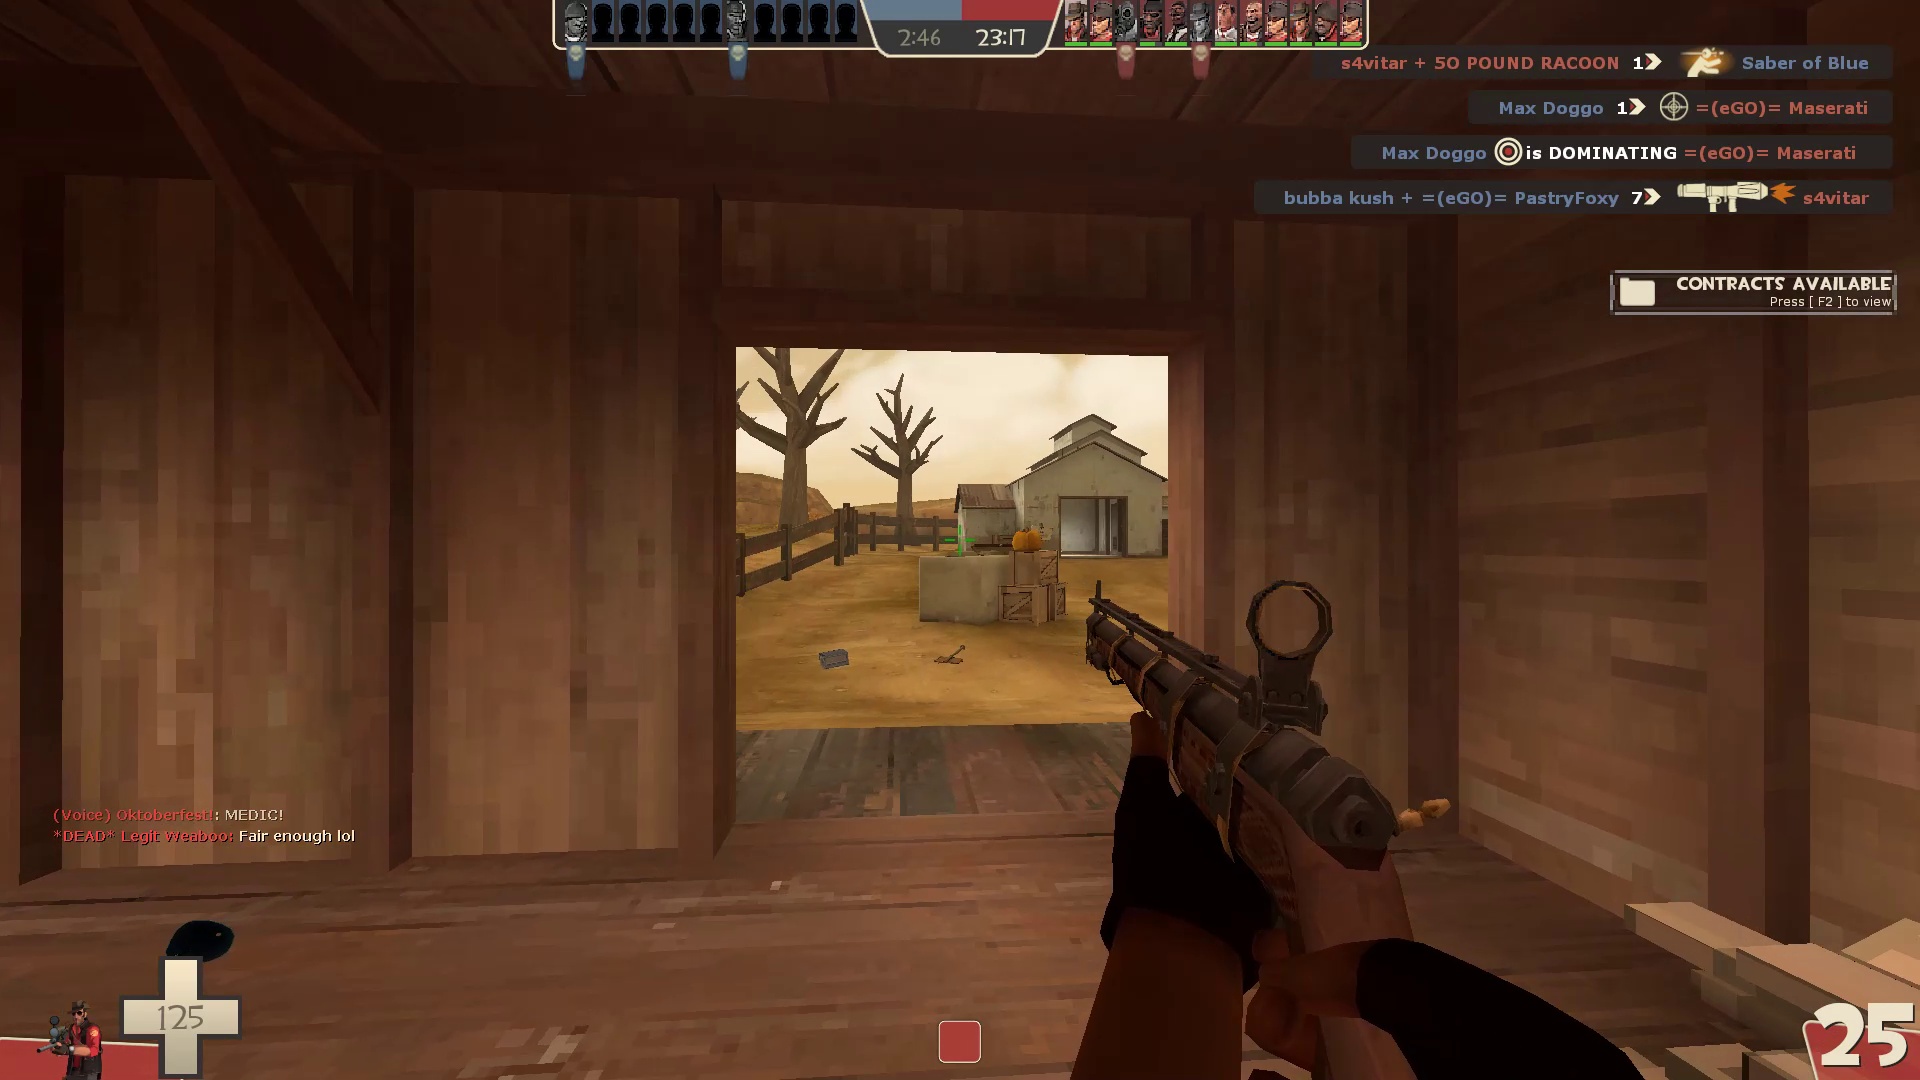 2:46 23:17
s4vitar + 50 POUND RACOON 1 Saber of Blue
Max Doggo 1 =(eGO)= Maserati
Max Doggo is DOMINATING =(eGO)= Maserati
bubba kush + =(eGO)= PastryFoxy 7 s4vitar
CONTRACTS AVAILABLE
Press [ F2 ] to view
(Voice) Oktoberfest!: MEDIC!
*DEAD* Legit Weaboo: Fair enough lol
125
25